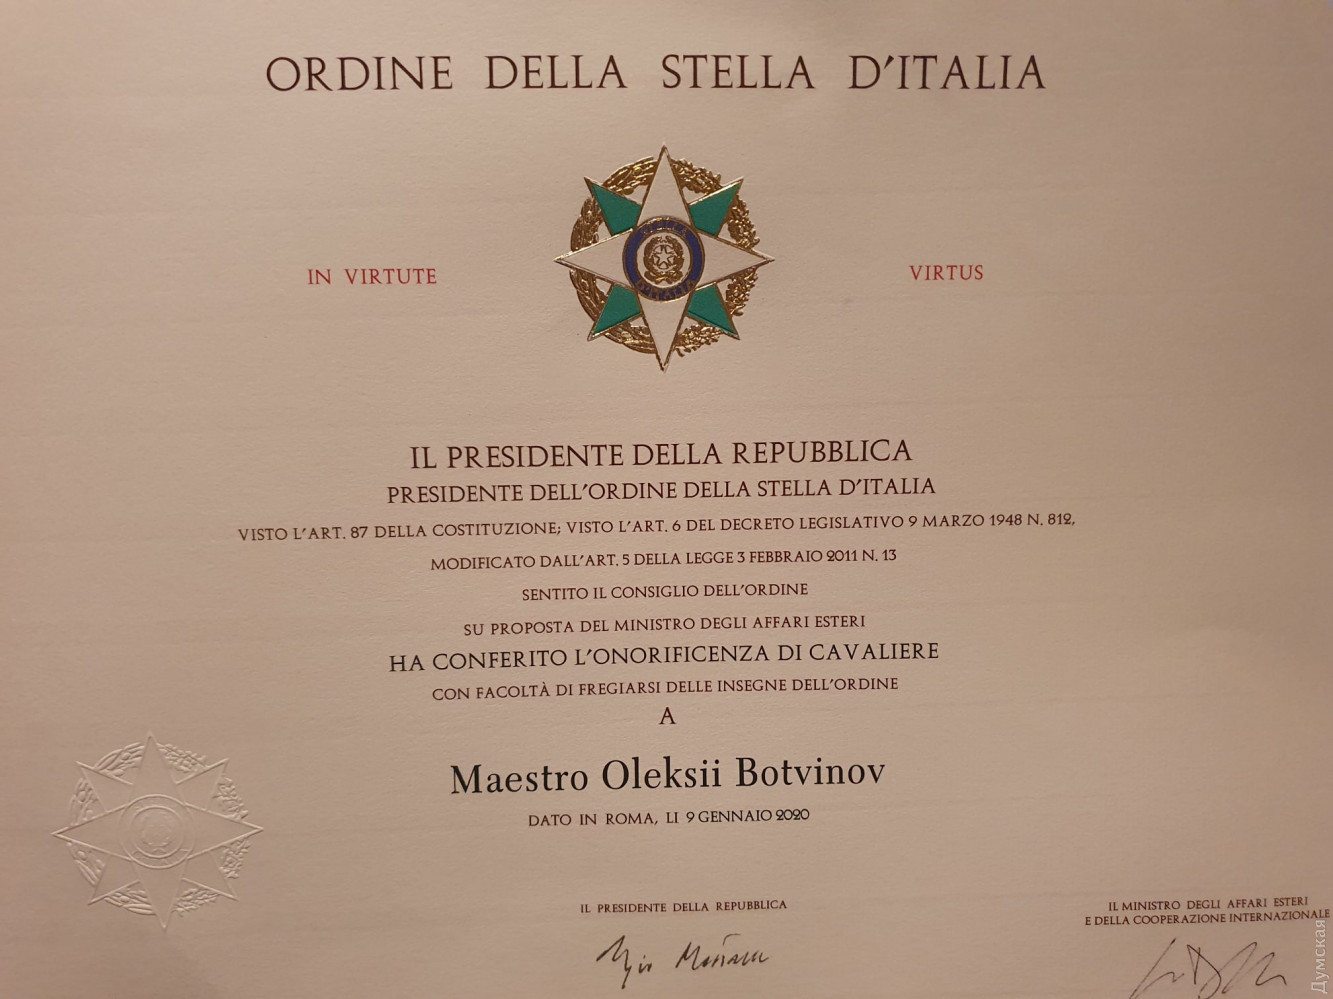 ORDINE DELLA STELLA D'ITALIA
IN VIRTUTE
VIRTUS
IL PRESIDENTE DELLA REPUBBLICA
PRESIDENTE DELL'ORDINE DELLA STELLA D'ITALIA
VISTO L'ART. 87 DELLA COSTITUZIONE; VISTO L'ART. 6 DEL DECRETO LEGISLATIVO 9 MARZO 1948 N. 812,
MODIFICATO DALL'ART. 5 DELLA LEGGE 3 FEBBRAIO 2011 N. 13
SENTITO IL CONSIGLIO DELL'ORDINE
SU PROPOSTA DEL MINISTRO DEGLI AFFARI ESTERI
HA CONFERITO L'ONORIFICENZA DI CAVALIERE
CON FACOLTÀ DI FREGIARSI DELLE INSEGNE DELL'ORDINE
A
Maestro Oleksii Botvinov
DATO IN ROMA, LI 9 GENNAIO 2020
IL PRESIDENTE DELLA REPUBBLICA
IL MINISTRO DEGLI AFFARI ESTERI
E DELLA COOPERAZIONE INTERNAZIONALE
Думская